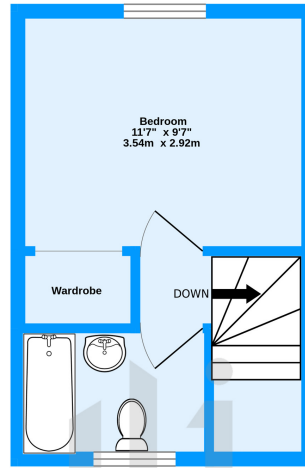 Bedroom
11'7" x 9'7"
3.54m x 2.92m
Wardrobe
DOWN